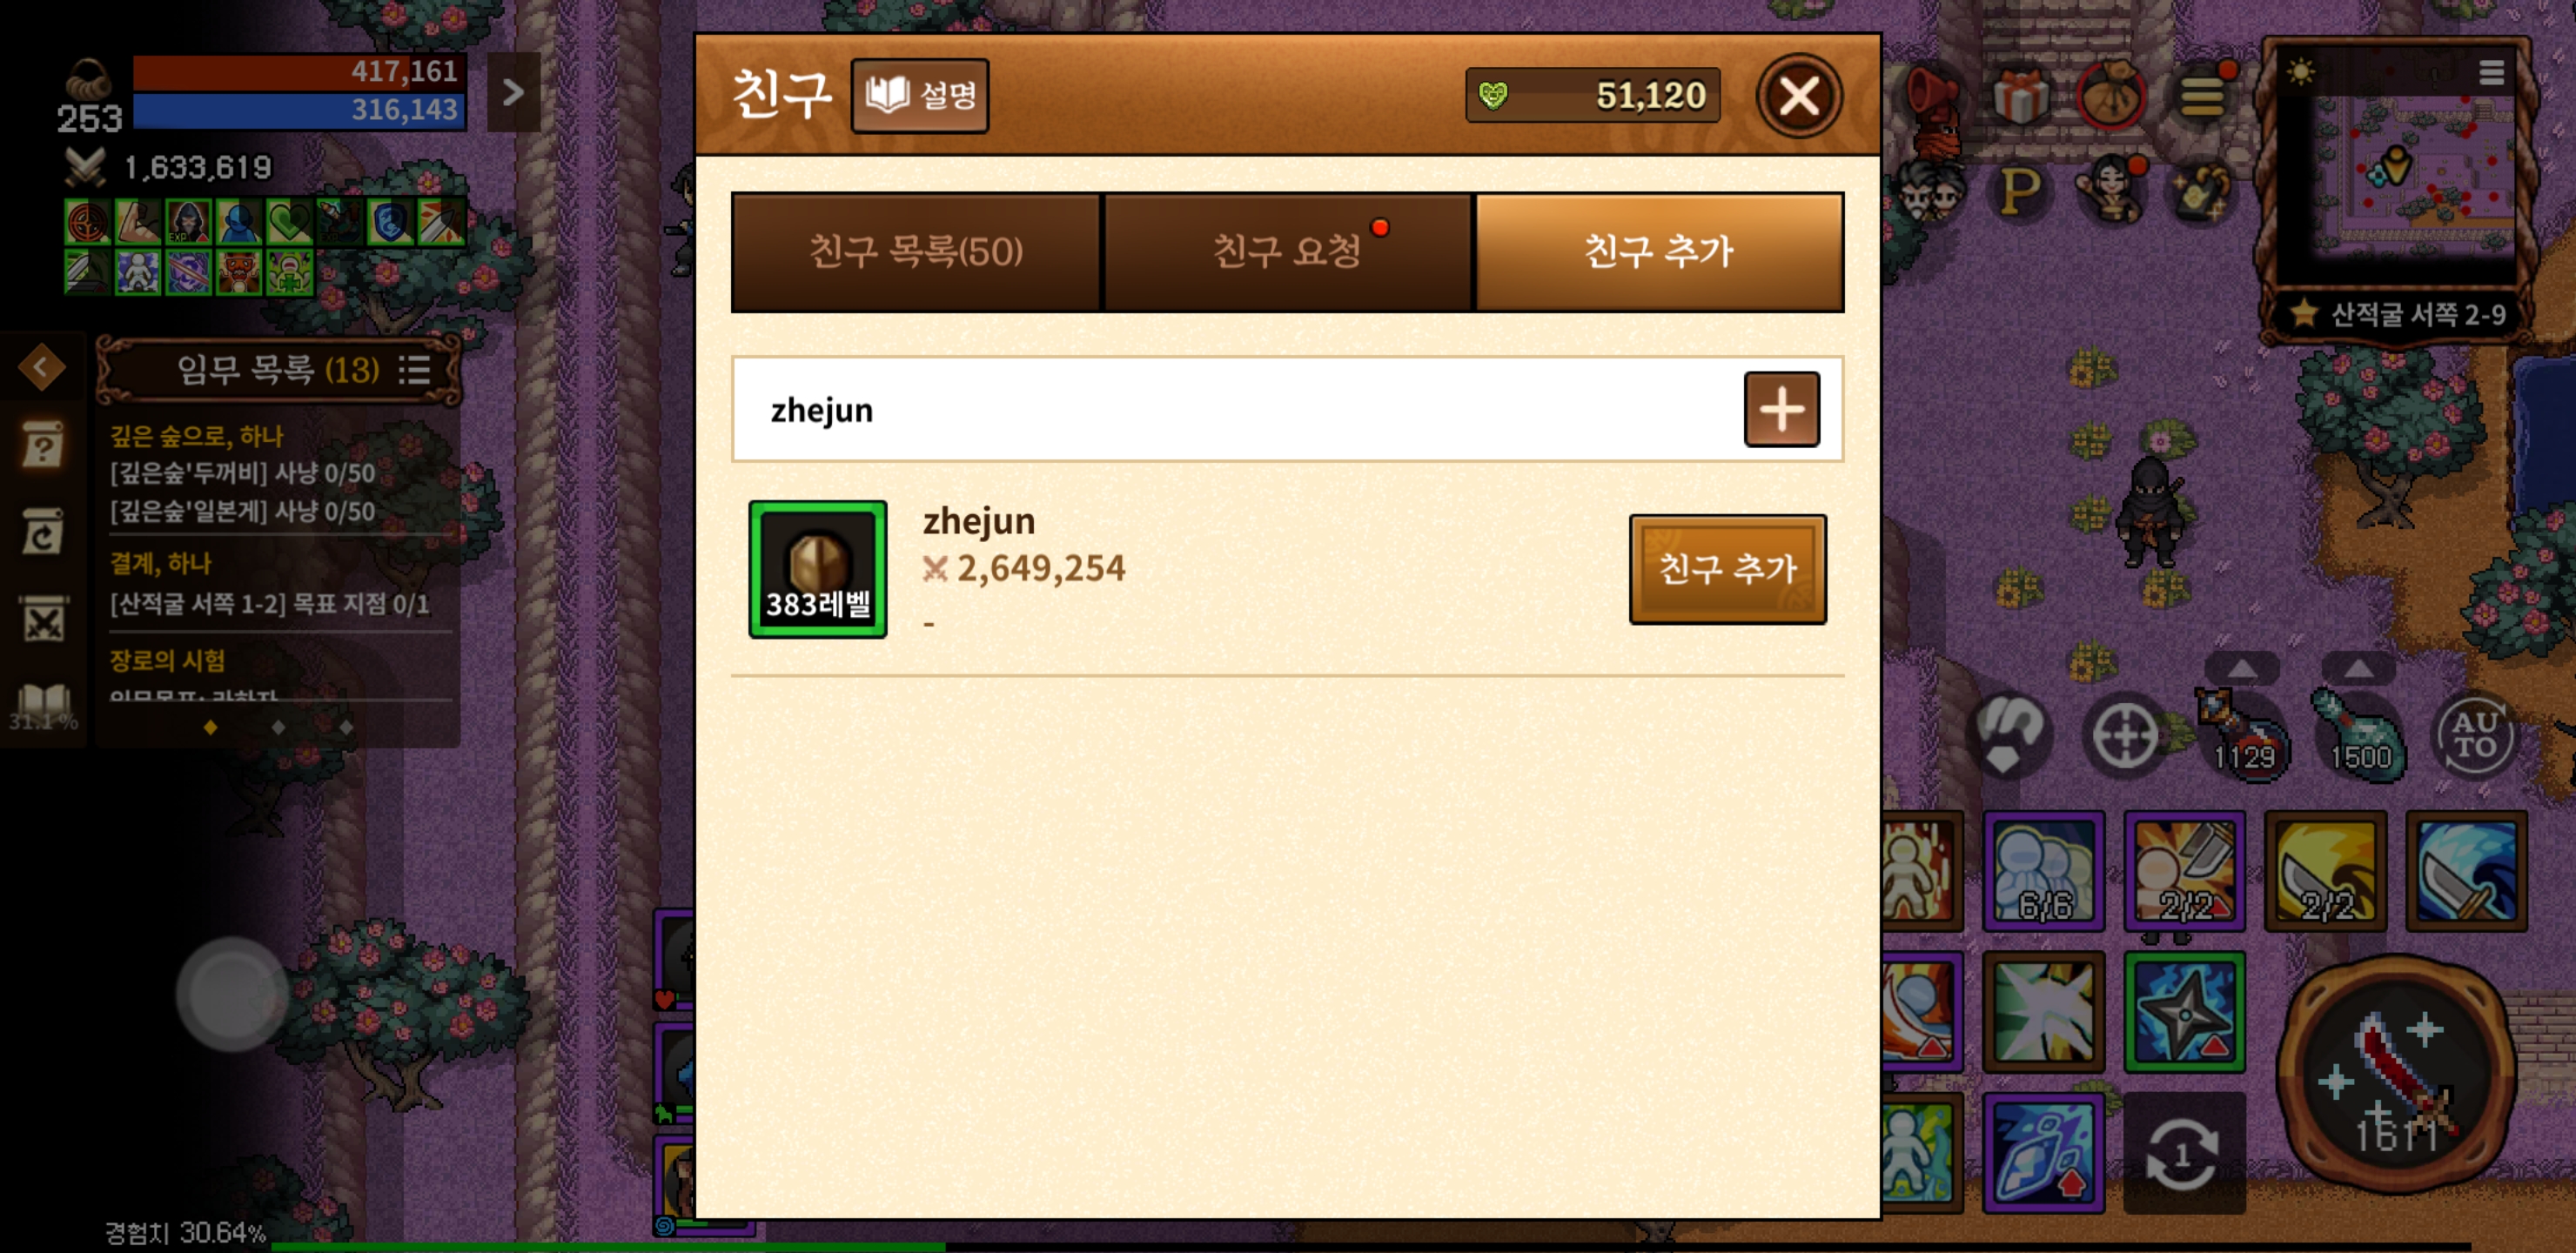 417,161
253
316,143
1,633,619
임무 목록 (13)
깊은 숲으로, 하나
[깊은숲'두꺼비] 사냥 0/50
[깊은숲'일본게] 사냥 0/50
결계, 하나
[산적굴 서쪽 1-2] 목표 지점 0/1
장로의 시험
31.1%
경험치 30.64%
친구
설명
51,120
친구 목록(50)
친구 요청
친구 추가
zhejun
zhejun
2,649,254
383레벨
-
친구 추가
P
산적굴 서쪽 2-9
1129
1500
AU
TO
6/6
2/2
2/2
1611
1